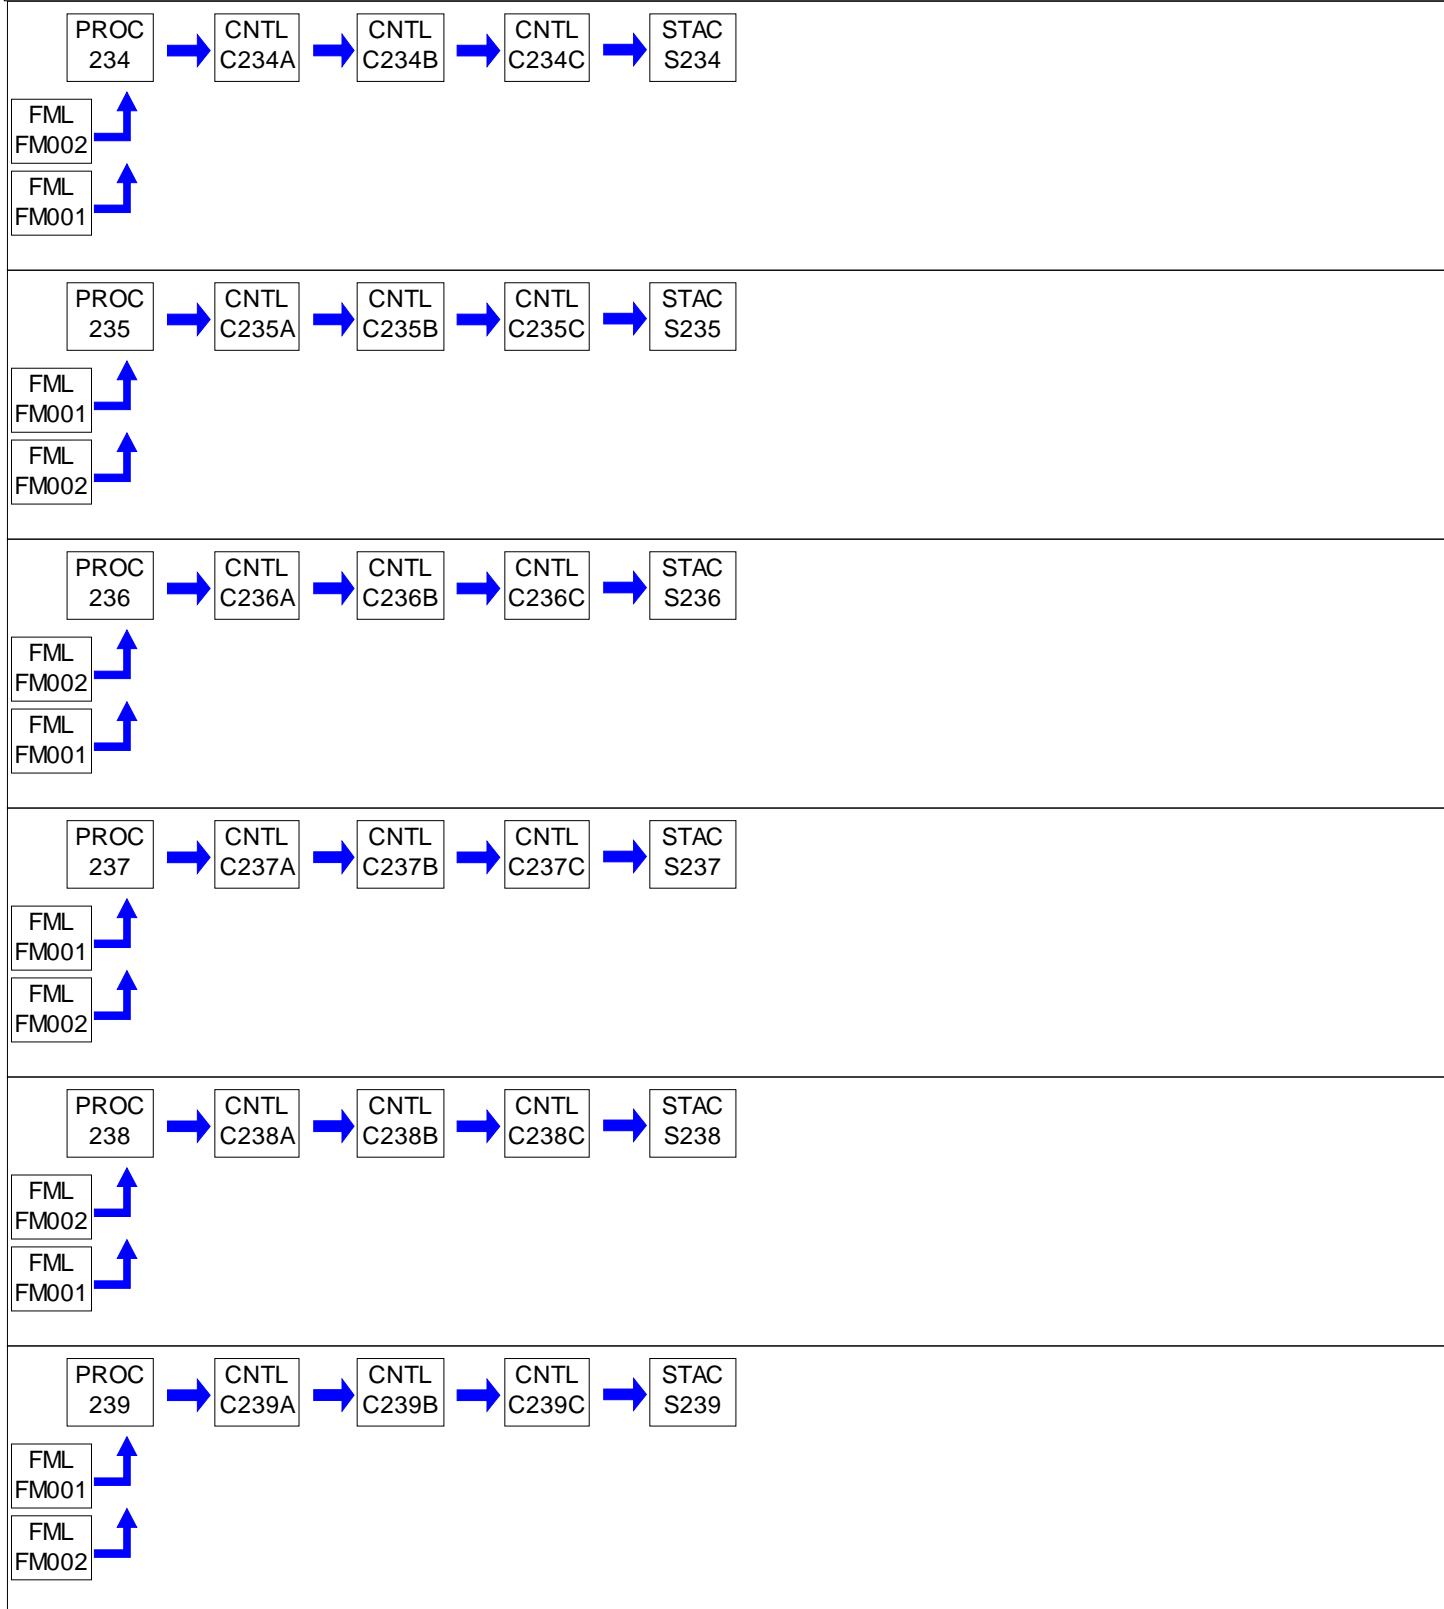 PROC CNTL CNTL CNTL STAC
234 C234A C234B C234C S234
FML
FM002
FML
FM001
PROC CNTL CNTL CNTL STAC
235 C235A C235B C235C S235
FML
FM001
FML
FM002
PROC CNTL CNTL CNTL STAC
236 C236A C236B C236C S236
FML
FM002
FML
FM001
PROC CNTL CNTL CNTL STAC
237 C237A C237B C237C S237
FML
FM001
FML
FM002
PROC CNTL CNTL CNTL STAC
238 C238A C238B C238C S238
FML
FM002
FML
FM001
PROC CNTL CNTL CNTL STAC
239 C239A C239B C239C S239
FML
FM001
FML
FM002